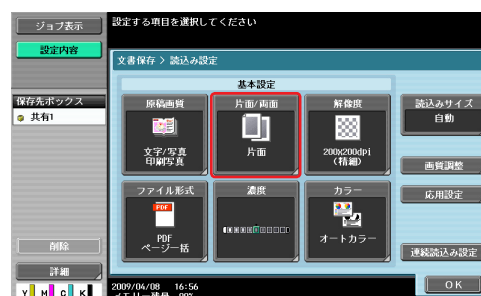 ジョブ表示
設定する項目を選択してください
設定内容
文書保存 > 読込み設定
基本設定
保存先ボックス
共有1
原稿画質
文字/写真
印刷写真
片面/両面
片面
解像度
200x200dpi
(精細)
読込みサイズ
自動
画質調整
ファイル形式
PDF
PDF
ページ一括
濃度
カラー
オートカラー
応用設定
削除
連続読込み設定
詳細
2009/04/08 16:56
Y M C K
OK